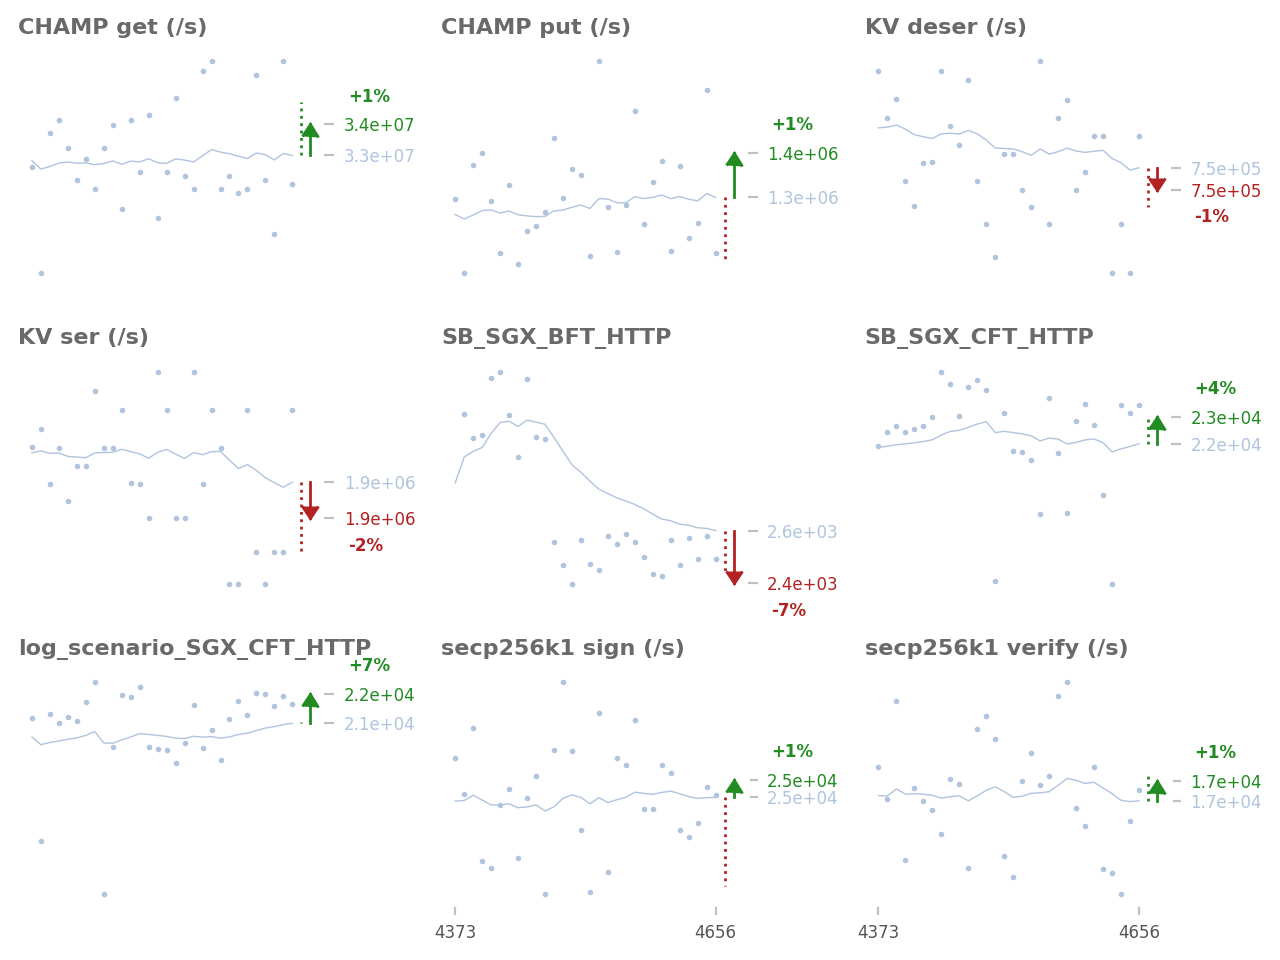 CHAMP get (/s)
+1%
3.4e+07
3.3e+07
CHAMP put (/s)
+1%
1.4e+06
1.3e+06
KV deser (/s)
7.5e+05
7.5e+05
-1%
KV ser (/s)
1.9e+06
1.9e+06
-2%
SB_SGX_BFT_HTTP
2.6e+03
2.4e+03
-7%
SB_SGX_CFT_HTTP
+4%
2.3e+04
2.2e+04
log_scenario_SGX_CFT_HTTP
+7%
2.2e+04
2.1e+04
secp256k1 sign (/s)
+1%
2.5e+04
2.5e+04
4373
4656
secp256k1 verify (/s)
+1%
1.7e+04
1.7e+04
4373
4656